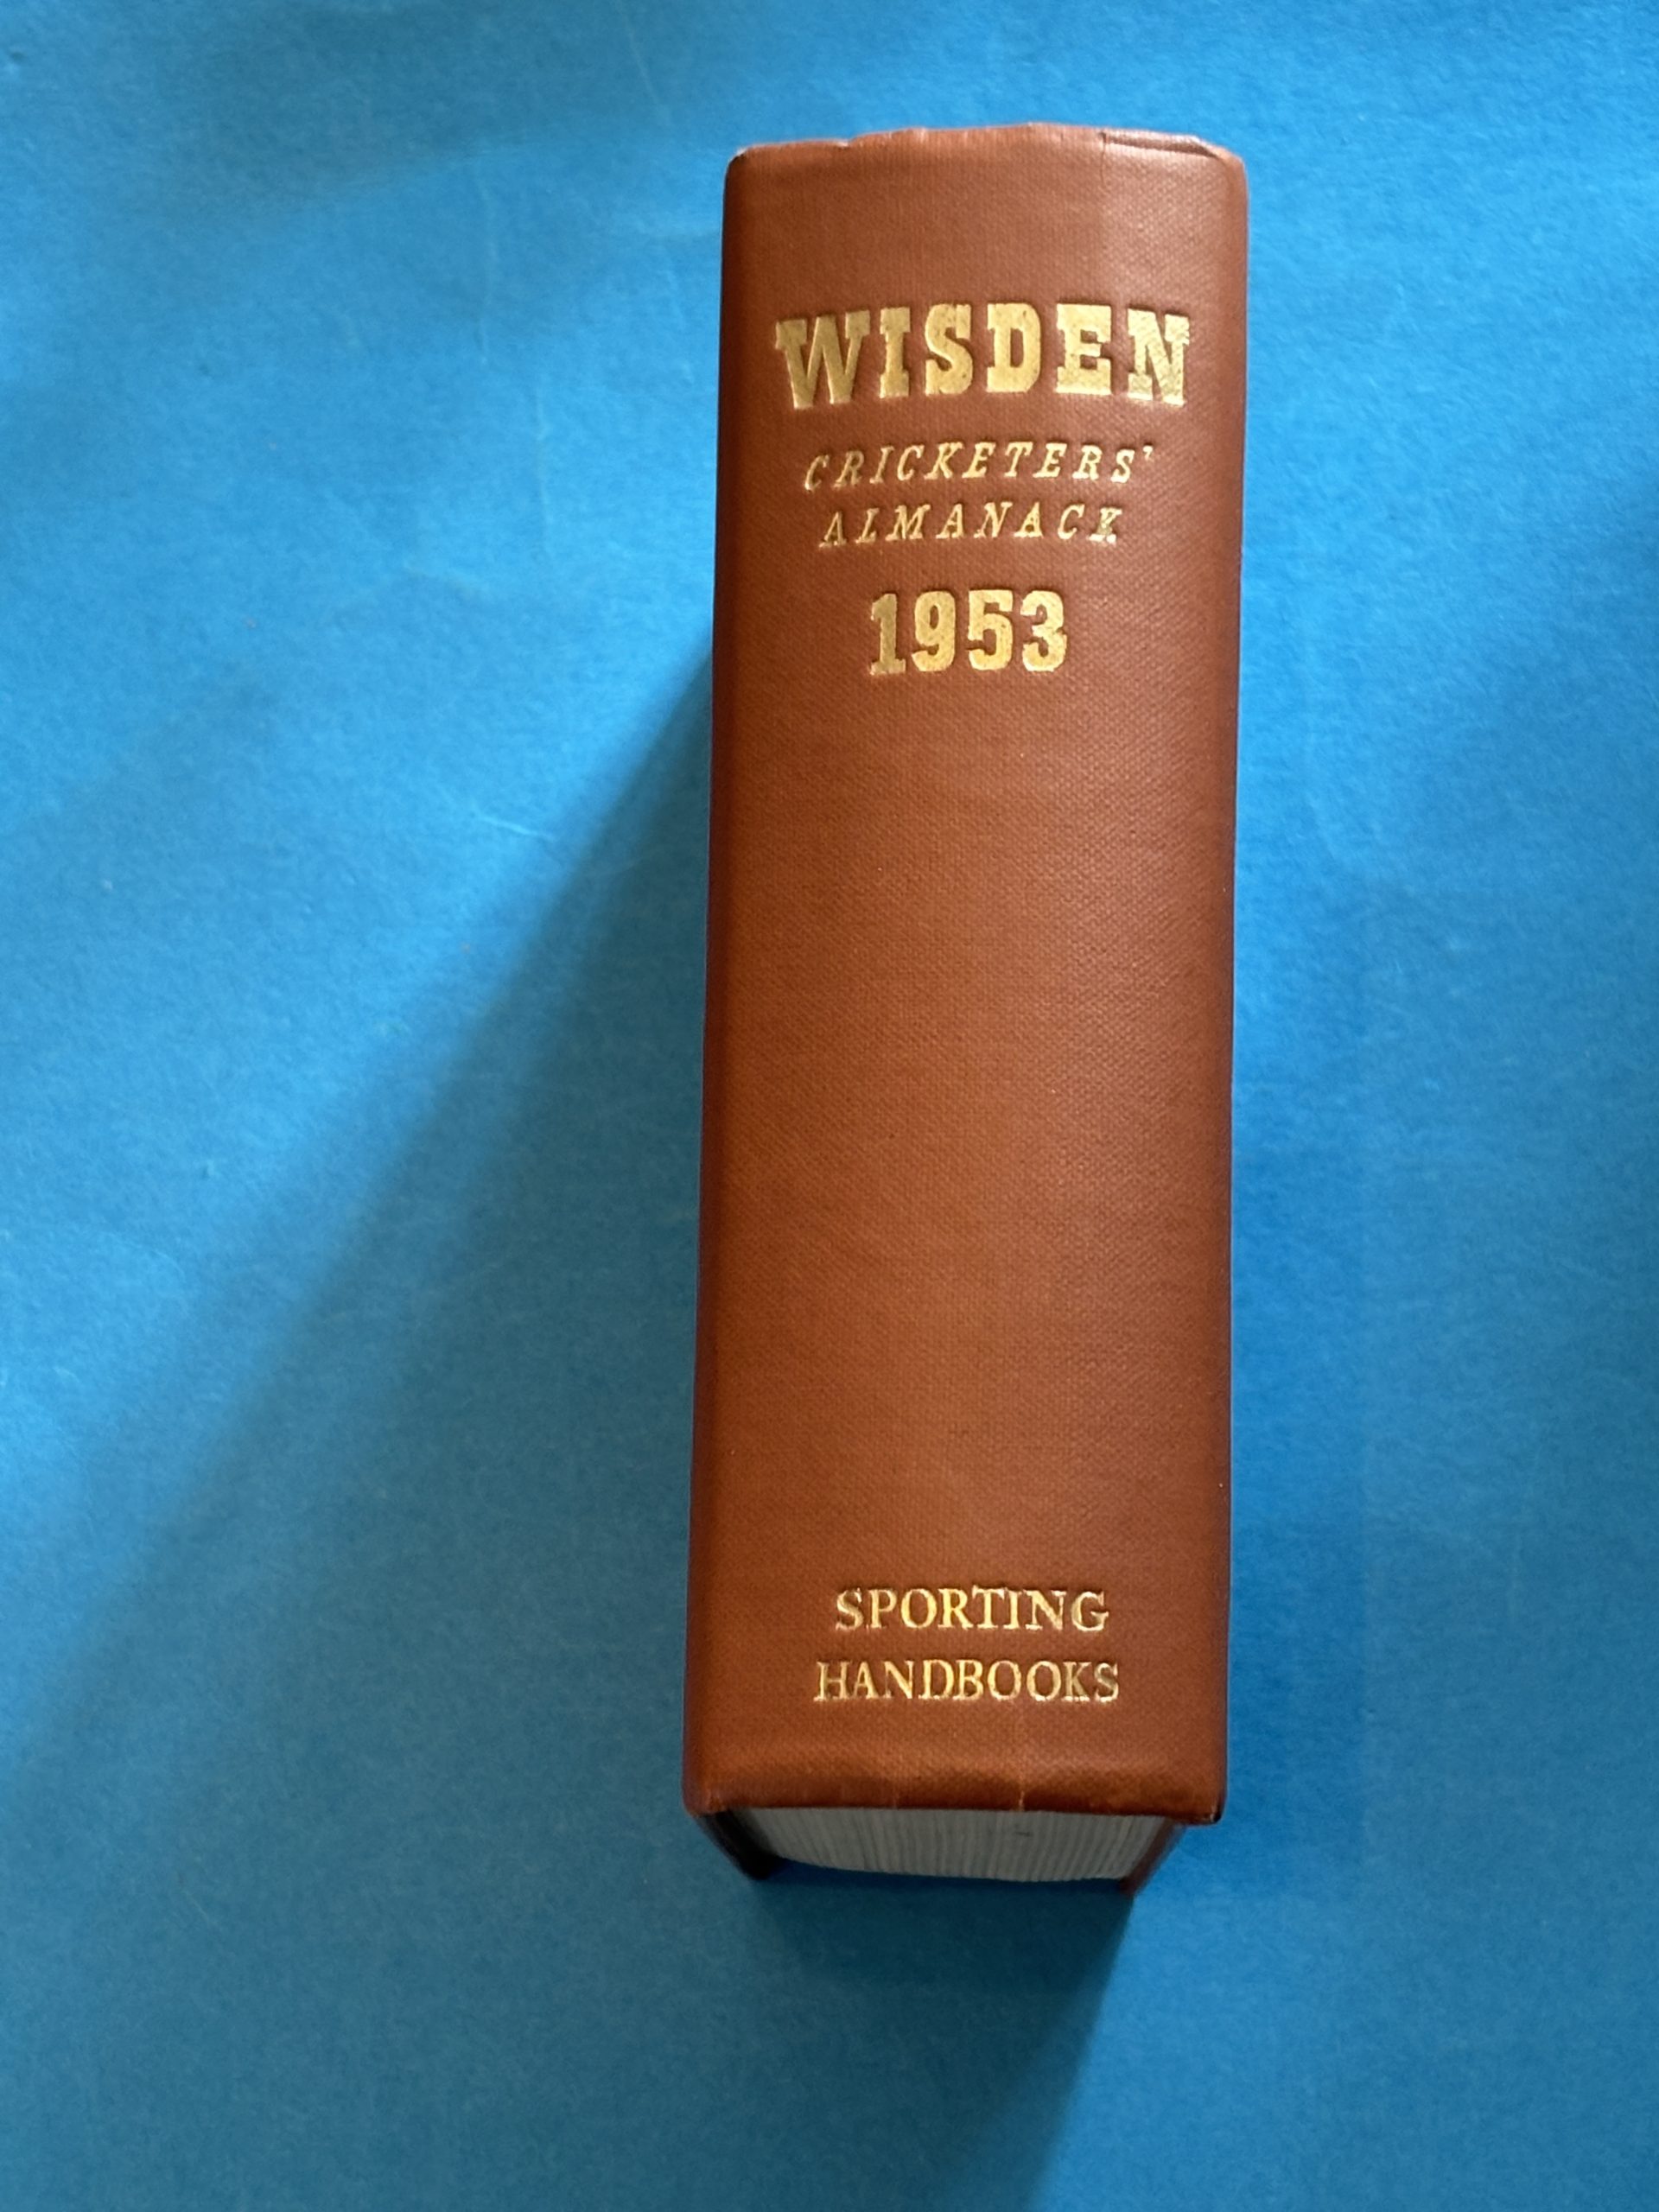 WISDEN
CRICKETERS'
ALMANACK
1953
SPORTING
HANDBOOKS